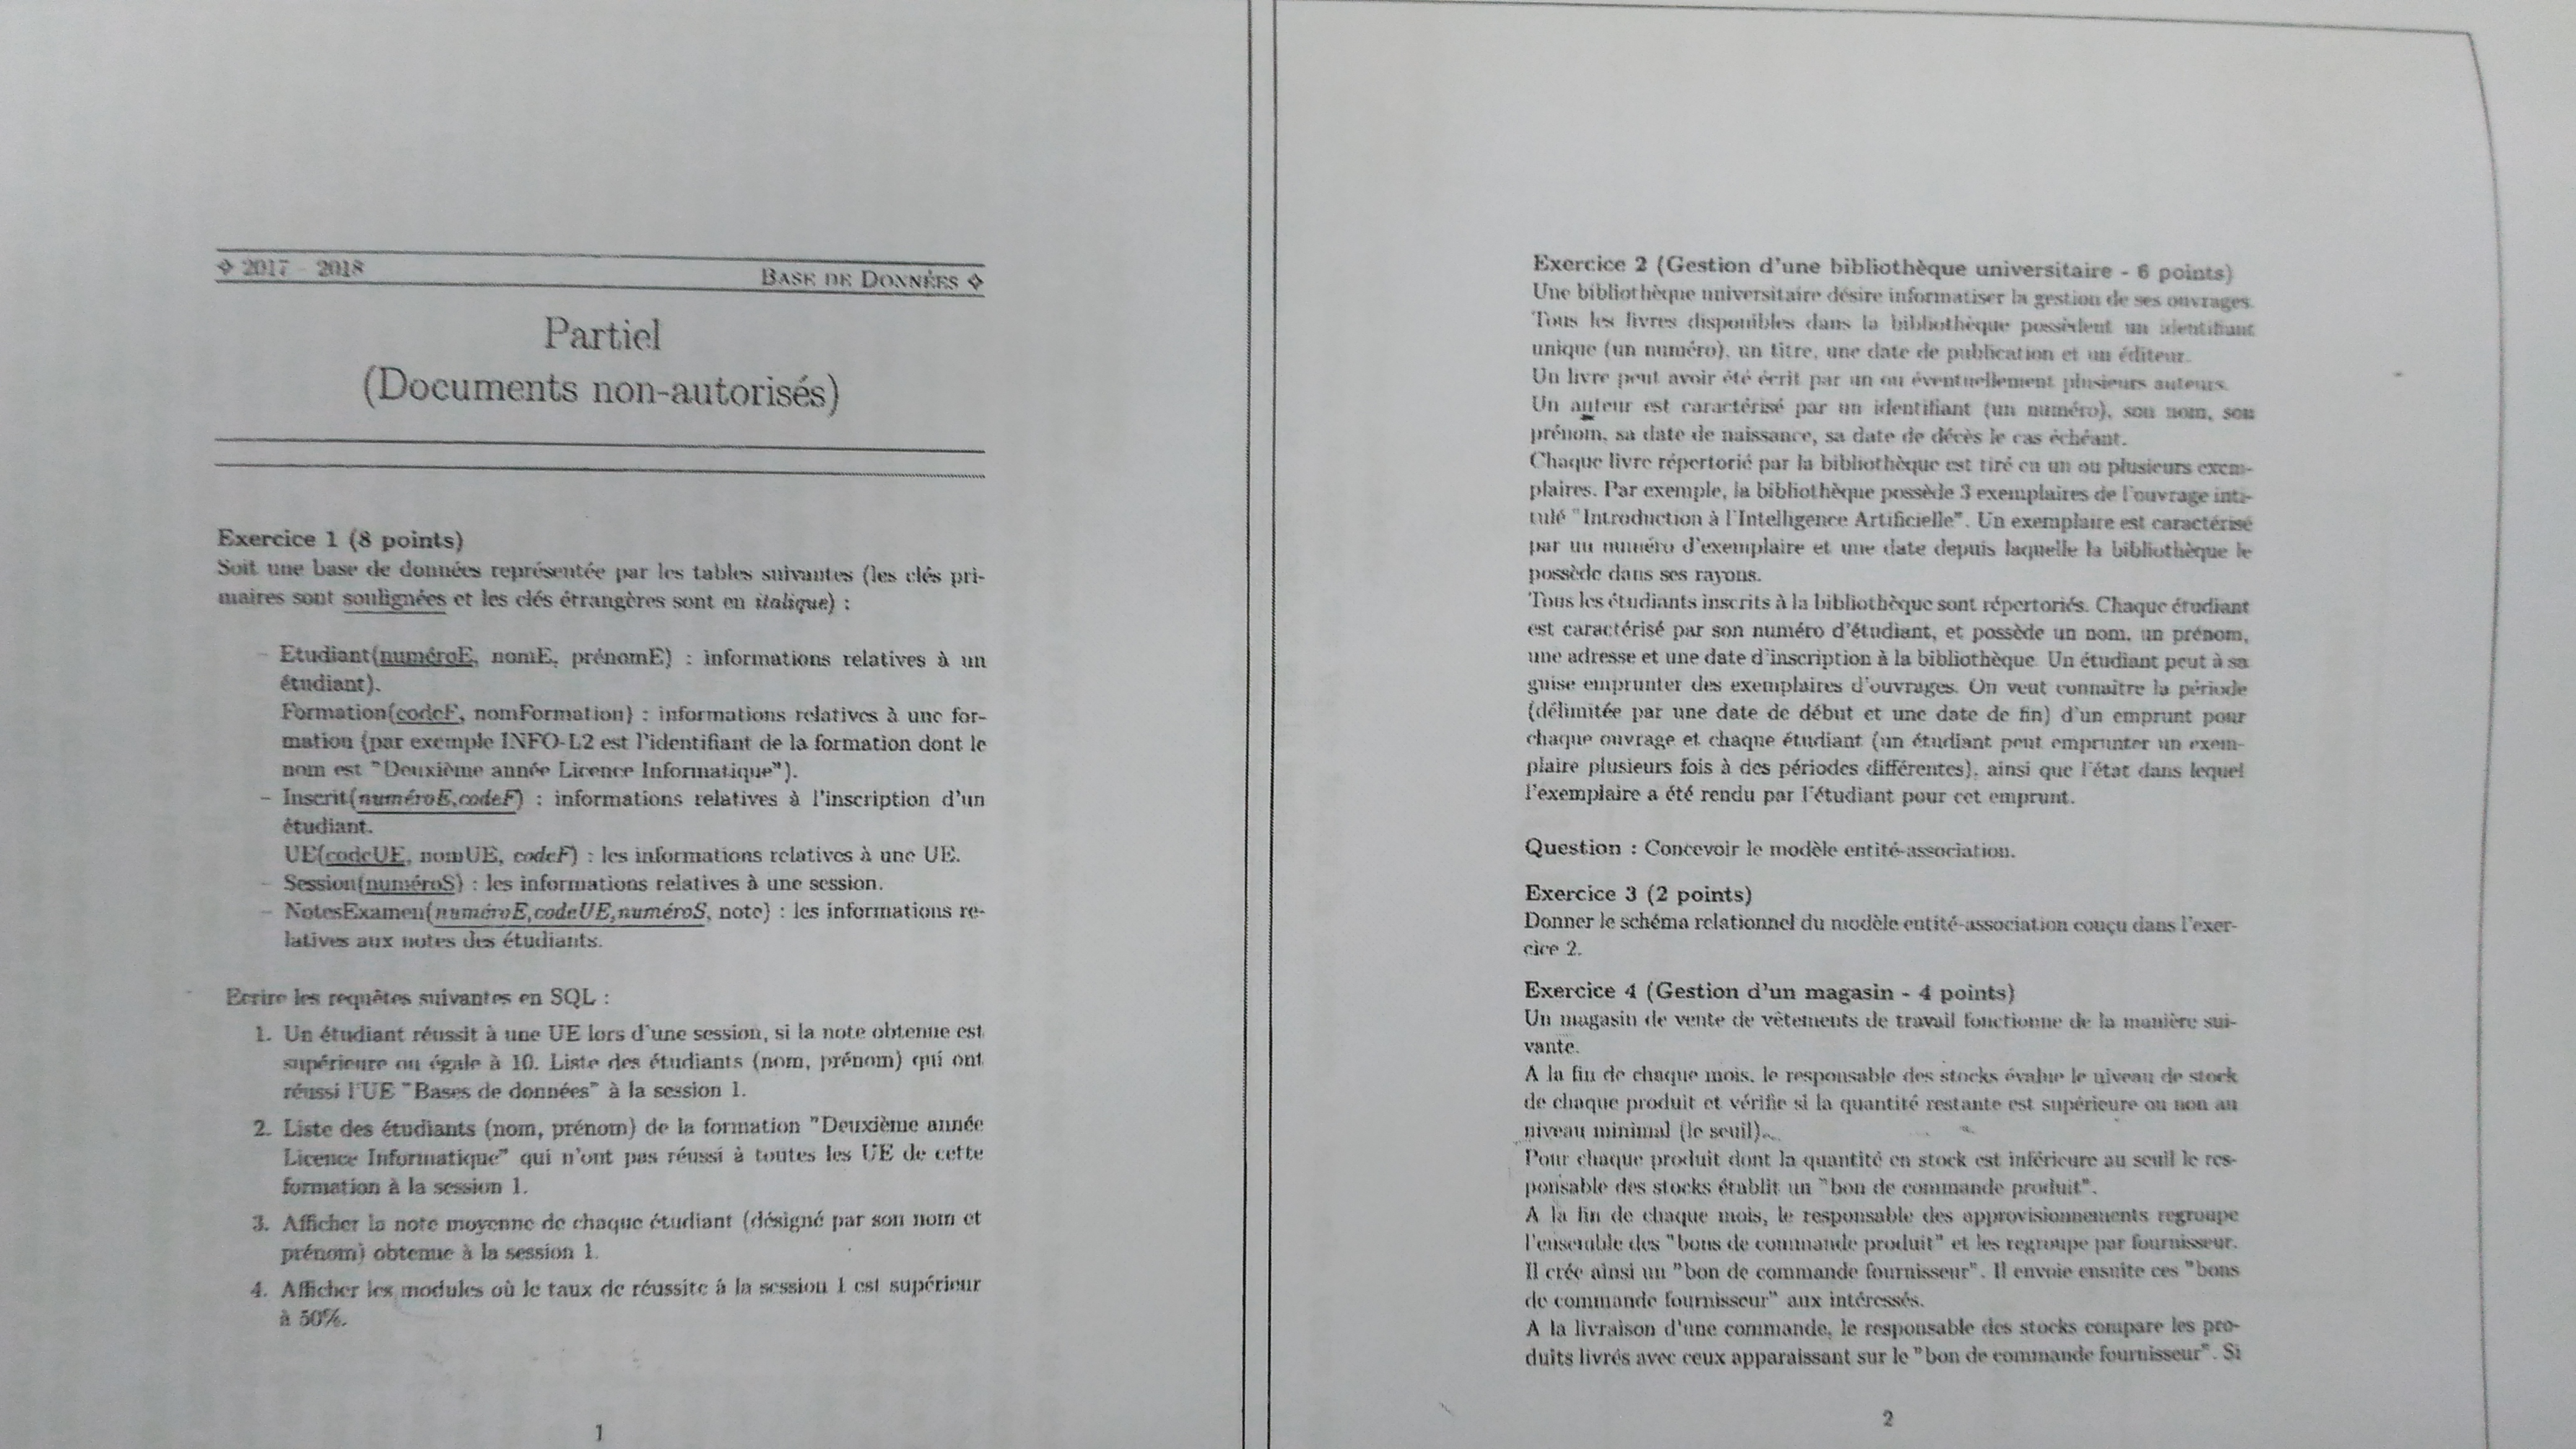 ❖ 2017 - 2018
BASE DE DONNÉES ❖
Partiel
(Documents non-autorisés)
Exercice 1 (8 points)
Soit une base de données représentée par les tables suivantes (les clés pri-
maires sont soulignées et les clés étrangères sont en italique) :
– Etudiant(numéroE, nomE, prénomE) : informations relatives à un
étudiant).
Formation(codeF, nomFormation) : informations relatives à une for-
mation (par exemple INFO-L2 est l'identifiant de la formation dont le
nom est "Deuxième année Licence Informatique").
– Inscrit(numéroE,codeF) : informations relatives à l'inscription d'un
étudiant.
UE(codeUE, nomUE, codeF) : les informations relatives à une UE.
– Session(numéroS) : les informations relatives à une session.
– NotesExamen(numéroE,codeUE,numéroS, note) : les informations re-
latives aux notes des étudiants.
Ecrire les requêtes suivantes en SQL :
1. Un étudiant réussit à une UE lors d'une session, si la note obtenue est
supérieure ou égale à 10. Liste des étudiants (nom, prénom) qui ont
réussi l'UE "Bases de données" à la session 1.
2. Liste des étudiants (nom, prénom) de la formation "Deuxième année
Licence Informatique" qui n'ont pas réussi à toutes les UE de cette
formation à la session 1.
3. Afficher la note moyenne de chaque étudiant (désigné par son nom et
prénom) obtenue à la session 1.
4. Afficher les modules où le taux de réussite à la session 1 est supérieur
à 50%.
1
Exercice 2 (Gestion d'une bibliothèque universitaire - 6 points)
Une bibliothèque universitaire désire informatiser la gestion de ses ouvrages.
Tous les livres disponibles dans la bibliothèque possèdent un identifiant
unique (un numéro), un titre, une date de publication et un éditeur.
Un livre peut avoir été écrit par un ou éventuellement plusieurs auteurs.
Un auteur est caractérisé par un identifiant (un numéro), son nom, son
prénom, sa date de naissance, sa date de décès le cas échéant.
Chaque livre répertorié par la bibliothèque est tiré en un ou plusieurs exem-
plaires. Par exemple, la bibliothèque possède 3 exemplaires de l'ouvrage inti-
tulé "Introduction à l'Intelligence Artificielle". Un exemplaire est caractérisé
par un numéro d'exemplaire et une date depuis laquelle la bibliothèque le
possède dans ses rayons.
Tous les étudiants inscrits à la bibliothèque sont répertoriés. Chaque étudiant
est caractérisé par son numéro d'étudiant, et possède un nom, un prénom,
une adresse et une date d'inscription à la bibliothèque. Un étudiant peut à sa
guise emprunter des exemplaires d'ouvrages. On veut connaître la période
(délimitée par une date de début et une date de fin) d'un emprunt pour
chaque ouvrage et chaque étudiant (un étudiant peut emprunter un exem-
plaire plusieurs fois à des périodes différentes), ainsi que l'état dans lequel
l'exemplaire a été rendu par l'étudiant pour cet emprunt.
Question : Concevoir le modèle entité-association.
Exercice 3 (2 points)
Donner le schéma relationnel du modèle entité-association conçu dans l'exer-
cice 2.
Exercice 4 (Gestion d'un magasin - 4 points)
Un magasin de vente de vêtements de travail fonctionne de la manière sui-
vante.
A la fin de chaque mois, le responsable des stocks évalue le niveau de stock
de chaque produit et vérifie si la quantité restante est supérieure ou non au
niveau minimal (le seuil).
Pour chaque produit dont la quantité en stock est inférieure au seuil le res-
ponsable des stocks établit un "bon de commande produit".
A la fin de chaque mois, le responsable des approvisionnements regroupe
l'ensemble des "bons de commande produit" et les regroupe par fournisseur.
Il crée ainsi un "bon de commande fournisseur". Il envoie ensuite ces "bons
de commande fournisseur" aux intéressés.
A la livraison d'une commande, le responsable des stocks compare les pro-
duits livrés avec ceux apparaissant sur le "bon de commande fournisseur". Si
2